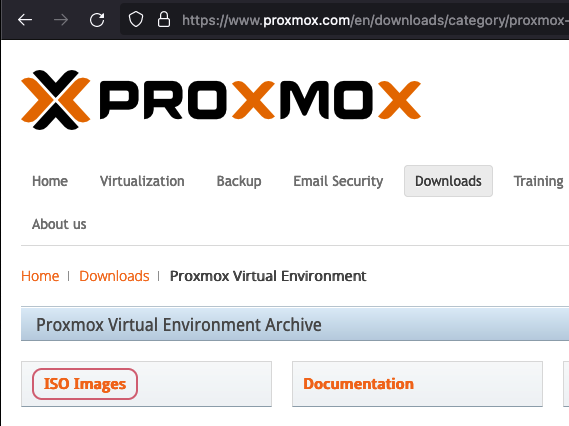 https://www.proxmox.com/en/downloads/category/proxmox-
PROXMOX
Home Virtualization Backup Email Security Downloads Training
About us
Home Downloads Proxmox Virtual Environment
Proxmox Virtual Environment Archive
ISO Images Documentation